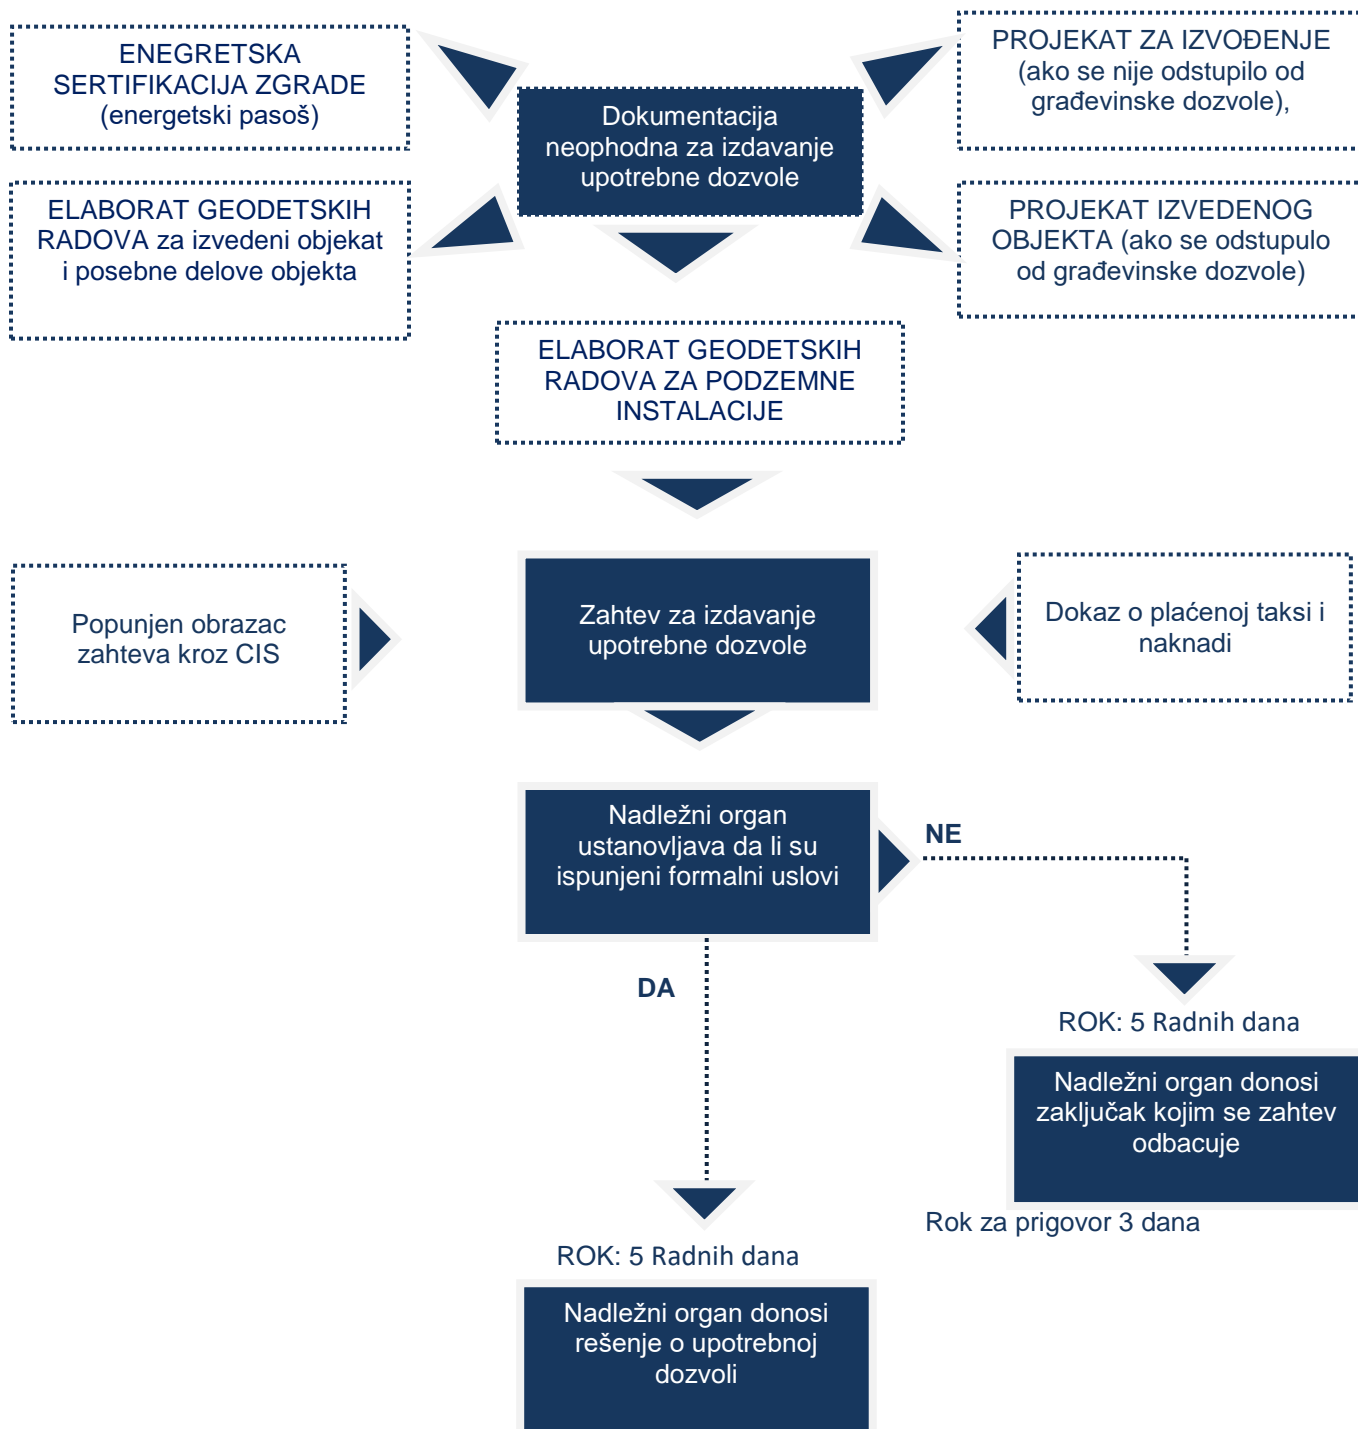 ENEGRETSKA
SERTIFIKACIJA ZGRADE
(energetski pasoš)
Dokumentacija
neophodna za izdavanje
upotrebne dozvole
PROJEKAT ZA IZVOĐENJE
(ako se nije odstupilo od
građevinske dozvole),
ELABORAT GEODETSKIH
RADOVA za izvedeni objekat
i posebne delove objekta
PROJEKAT IZVEDENOG
OBJEKTA (ako se odstupulo
od građevinske dozvole)
ELABORAT GEODETSKIH
RADOVA ZA PODZEMNE
INSTALACIJE
Popunjen obrazac
zahteva kroz CIS
Zahtev za izdavanje
upotrebne dozvole
Dokaz o plaćenoj taksi i
naknadi
Nadležni organ
ustanovljava da li su
ispunjeni formalni uslovi
NE
DA
ROK: 5 Radnih dana
Nadležni organ donosi
zaključak kojim se zahtev
odbacuje
Rok za prigovor 3 dana
ROK: 5 Radnih dana
Nadležni organ donosi
rešenje o upotrebnoj
dozvoli